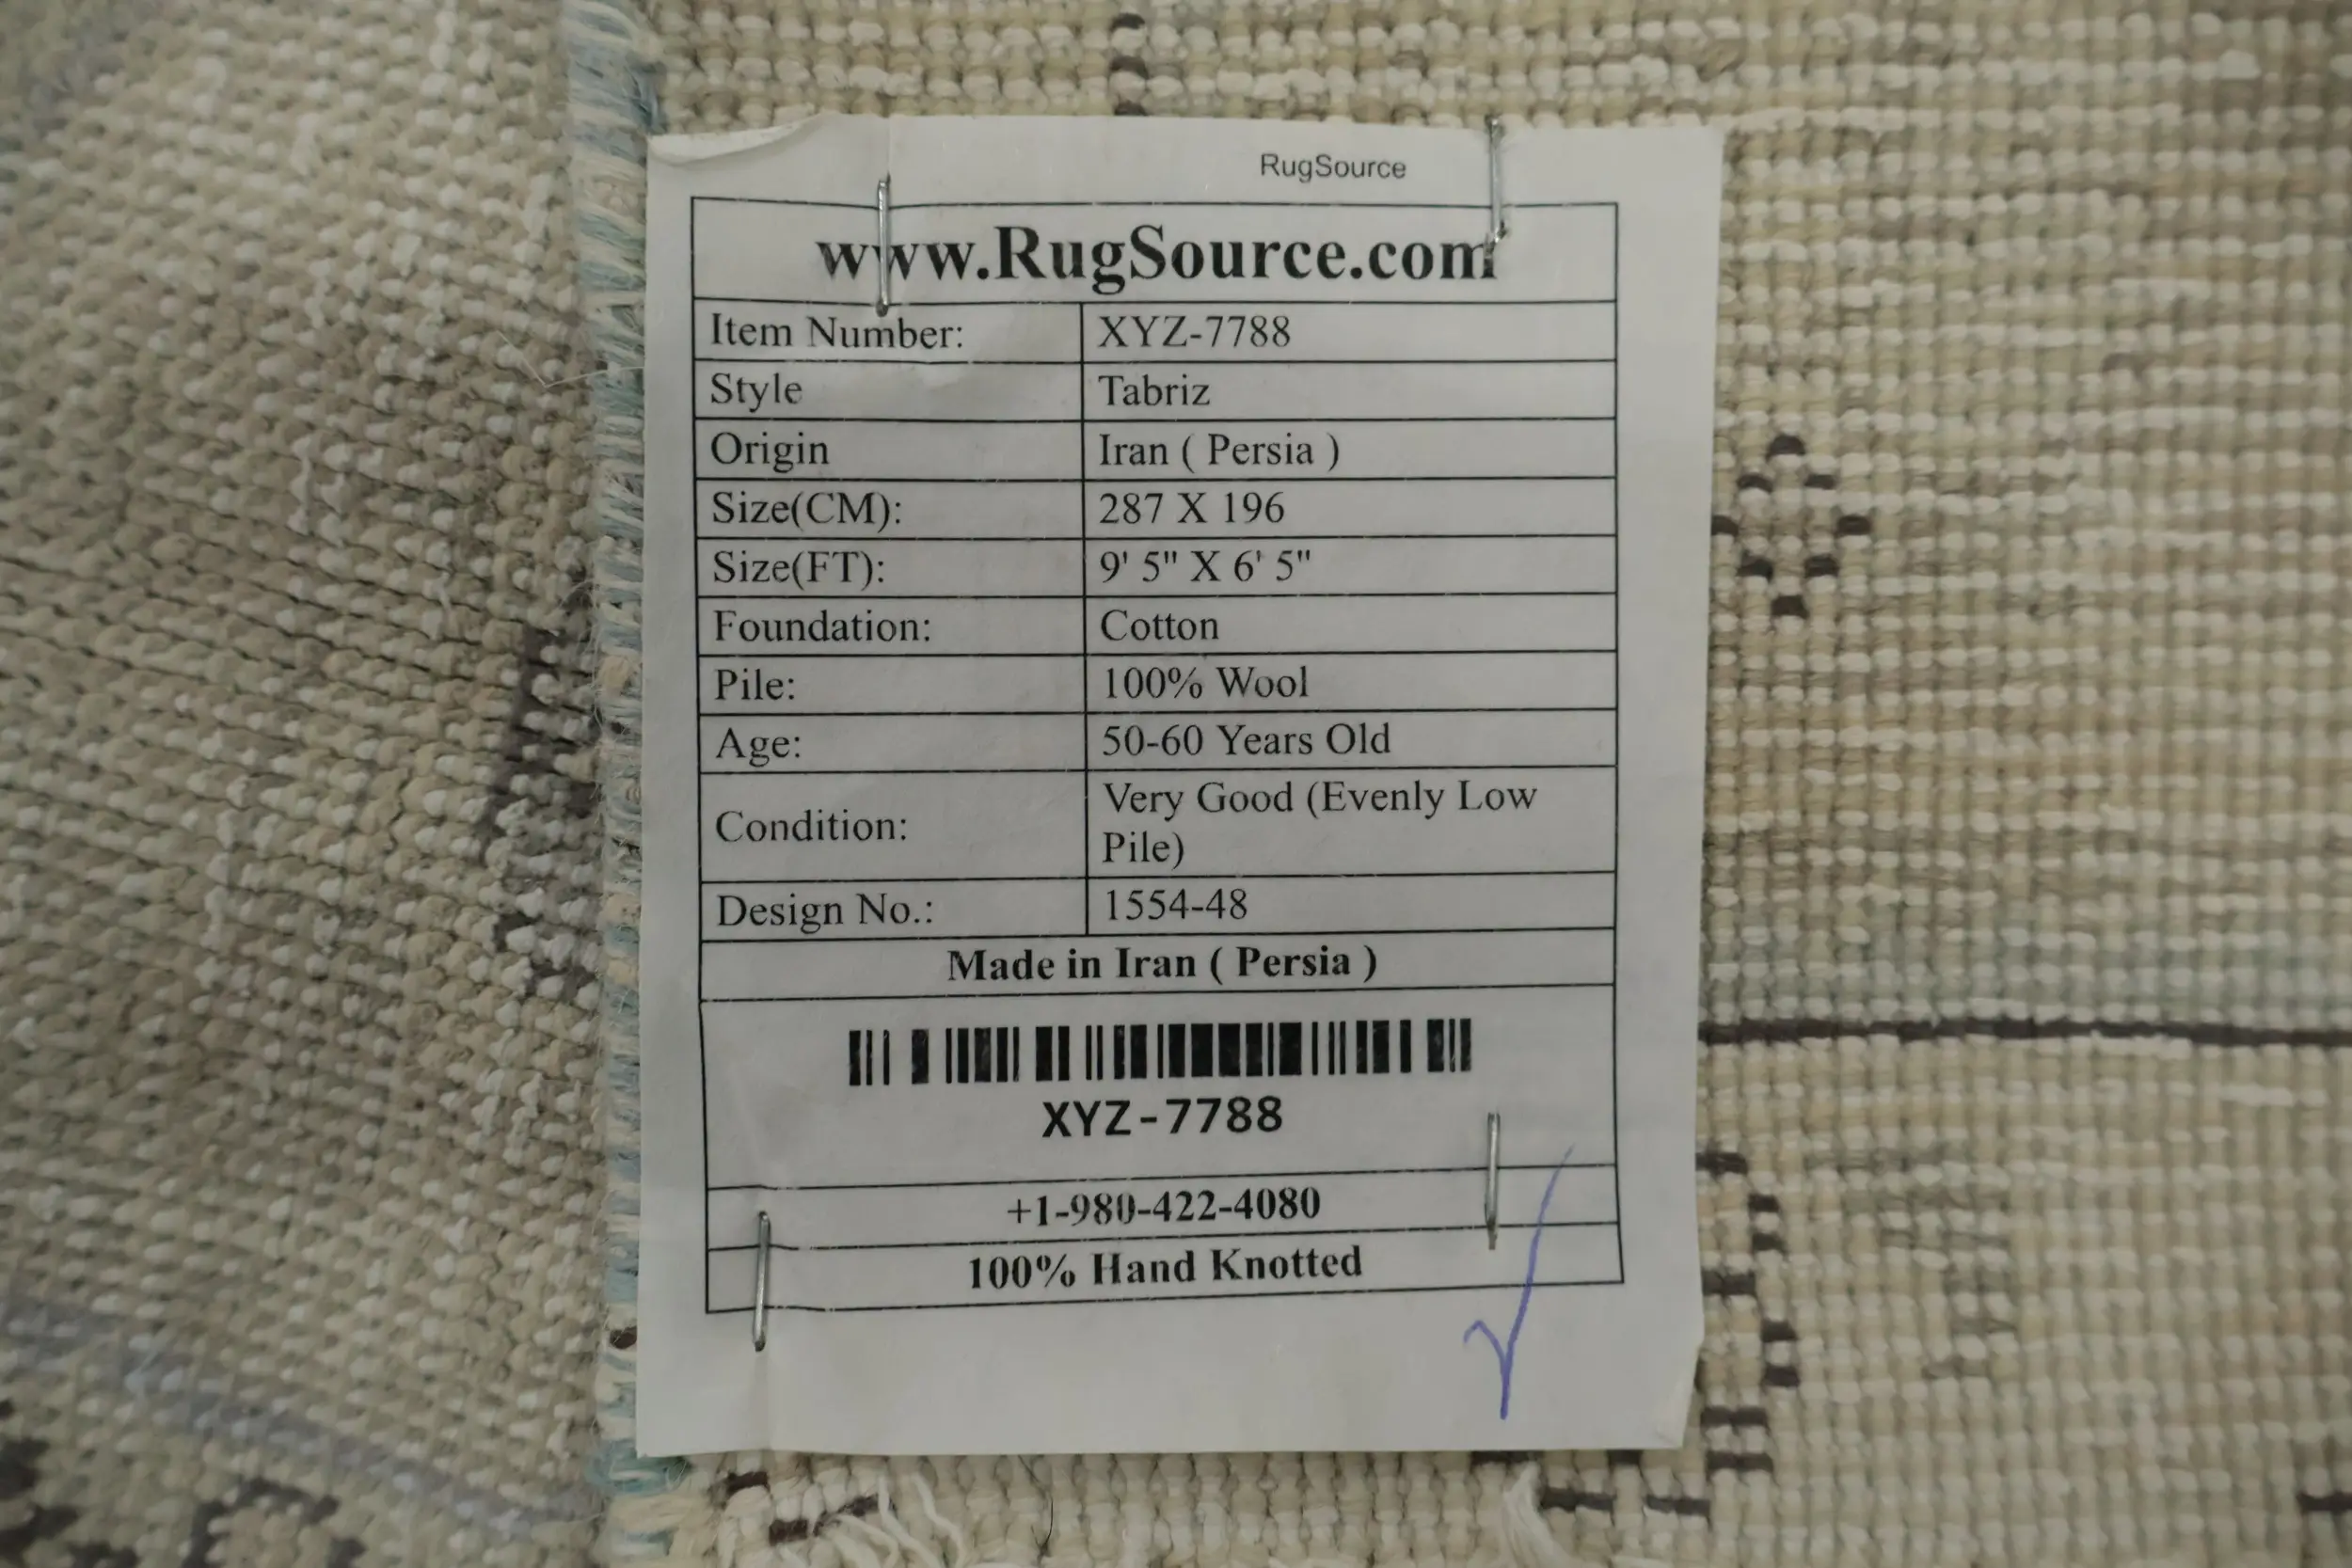 RugSource
www.RugSource.com
Item Number: XYZ-7788
Style Tabriz
Origin Iran ( Persia )
Size(CM): 287 X 196
Size(FT): 9' 5" X 6' 5"
Foundation: Cotton
Pile: 100% Wool
Age: 50-60 Years Old
Condition: Very Good (Evenly Low
Pile)
Design No.: 1554-48
Made in Iran ( Persia )
XYZ-7788
+1-980-422-4080
100% Hand Knotted